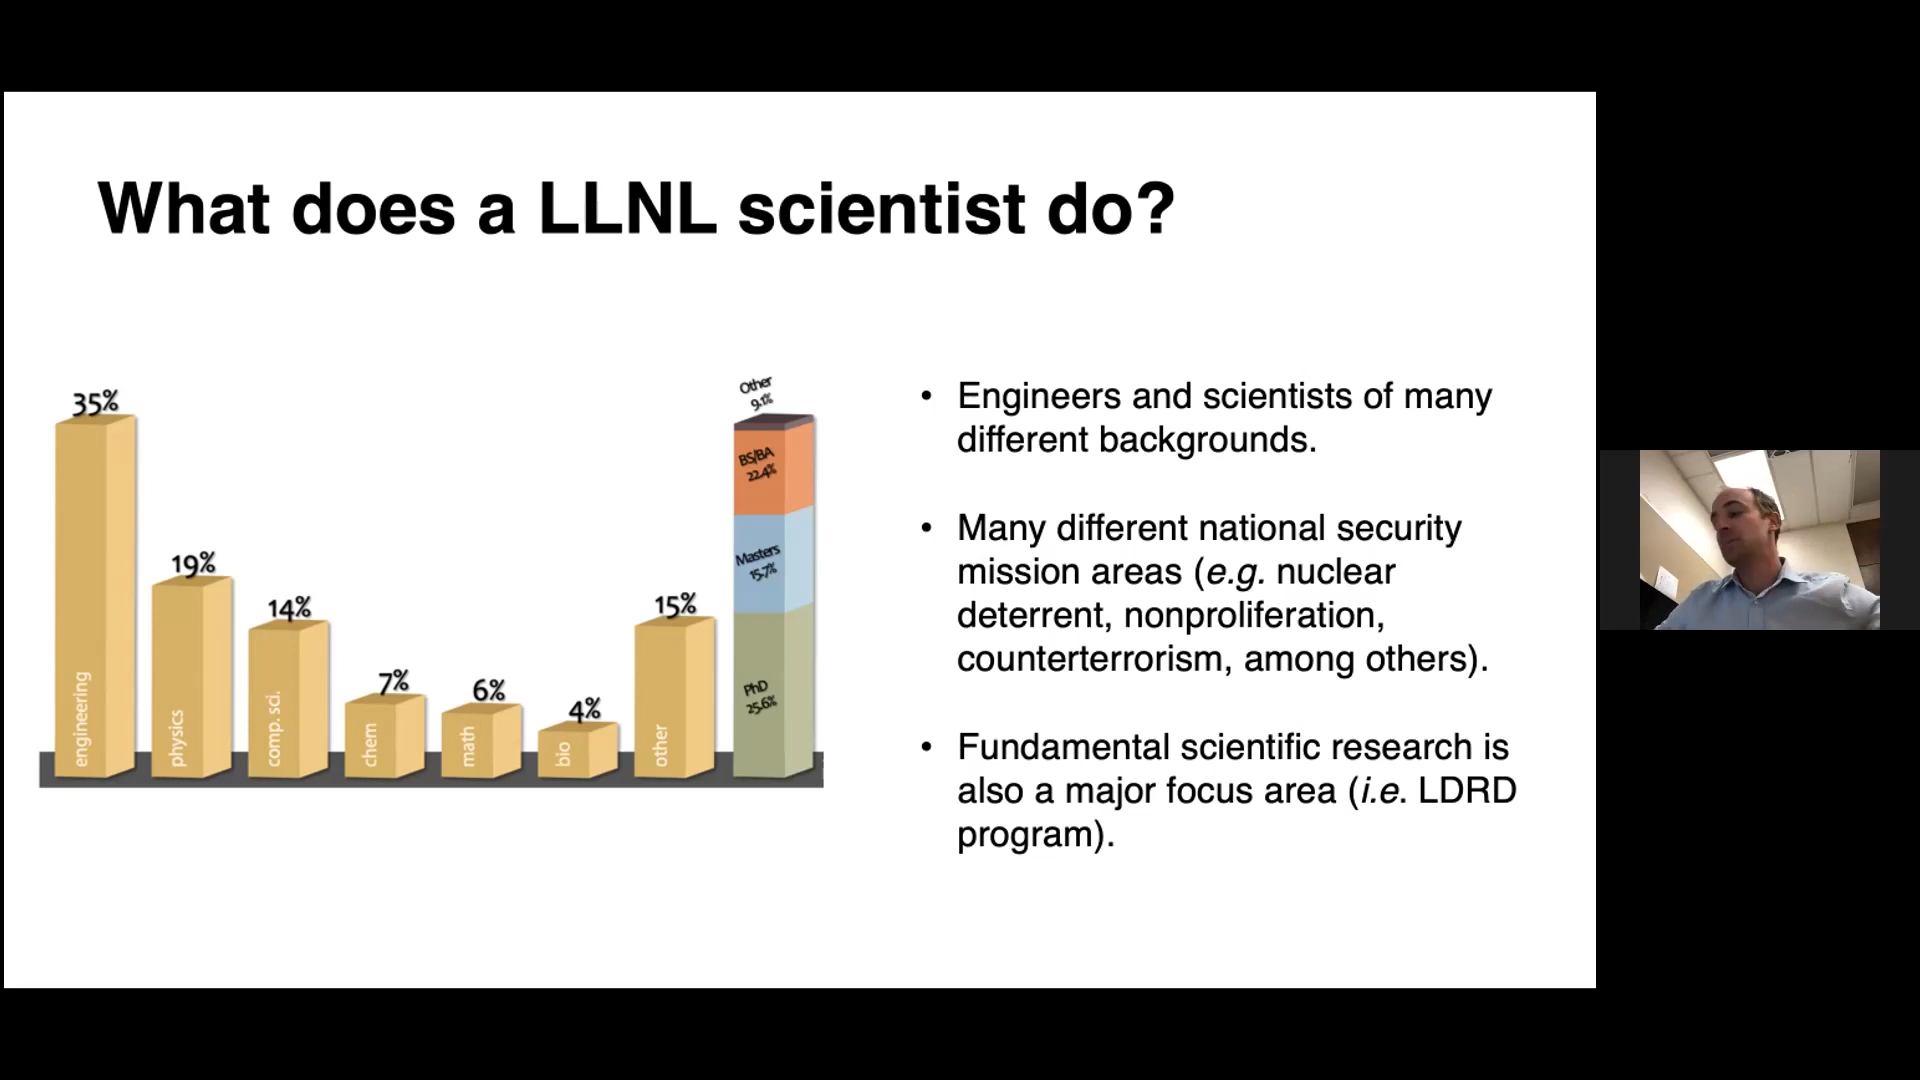 What does a LLNL scientist do?
35%
engineering
19%
physics
14%
comp. sci.
7%
chem
6%
math
4%
bio
15%
other
Other
9.1%
BS/BA
22.4%
Masters
15.7%
PhD
25.6%
• Engineers and scientists of many
different backgrounds.
• Many different national security
mission areas (e.g. nuclear
deterrent, nonproliferation,
counterterrorism, among others).
• Fundamental scientific research is
also a major focus area (i.e. LDRD
program).